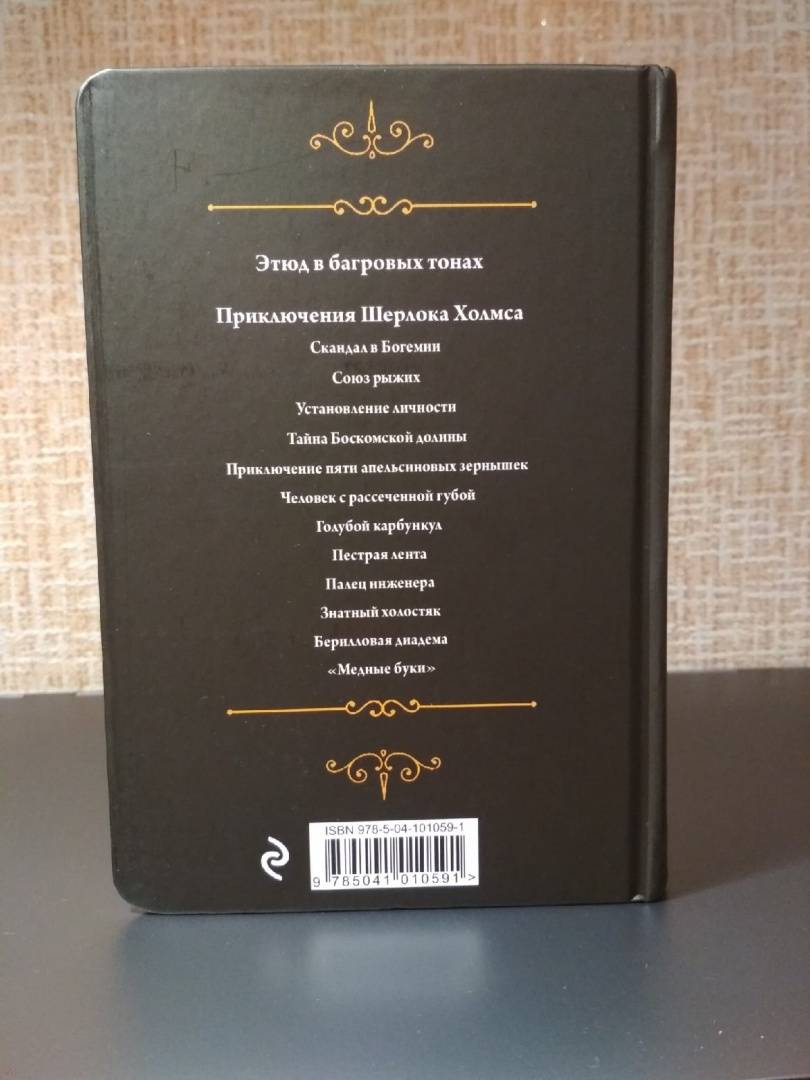 Этюд в багровых тонах
Приключения Шерлока Холмса
Скандал в Богемии
Союз рыжих
Установление личности
Тайна Боскомской долины
Приключение пяти апельсиновых зернышек
Человек с рассеченной губой
Голубой карбункул
Пестрая лента
Палец инженера
Знатный холостяк
Берилловая диадема
«Медные буки»
ISBN 978-5-04-101059-1
9 785041 010591 >